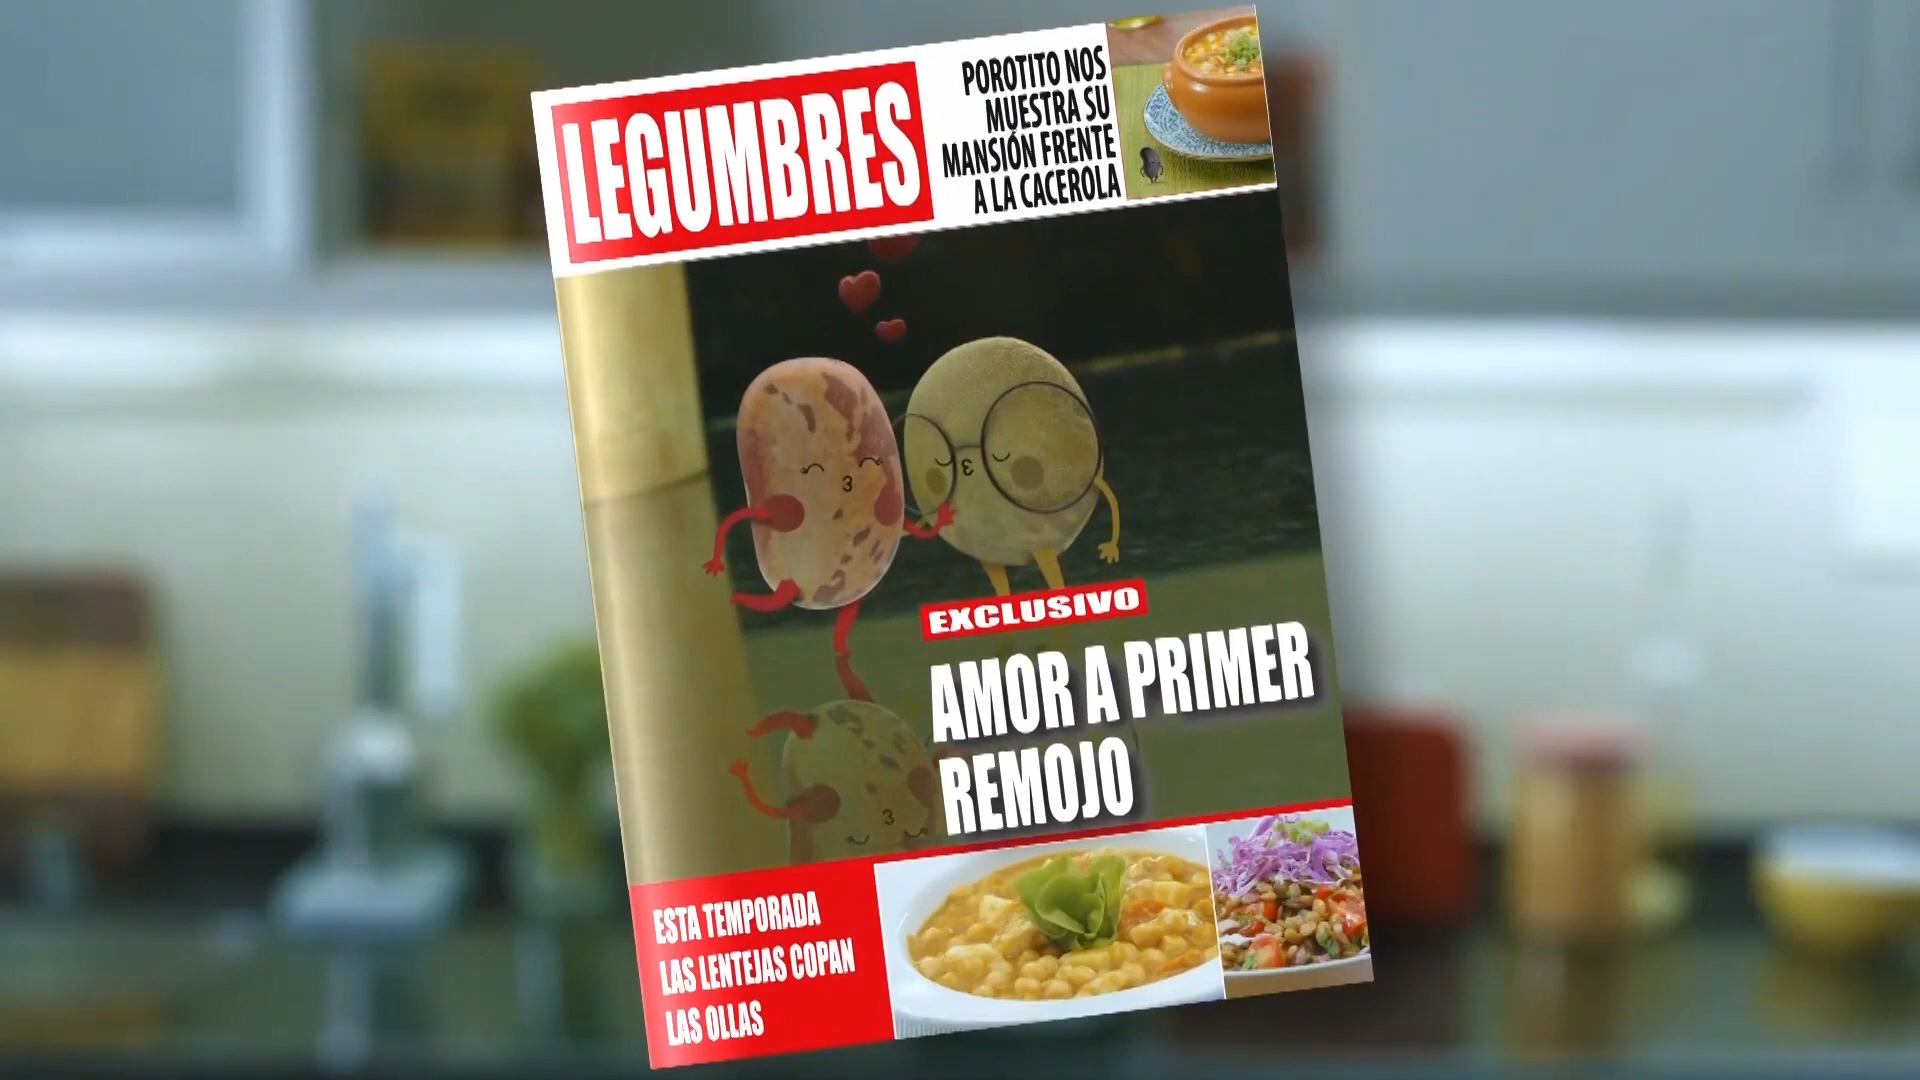 LEGUMBRES
POROTITO NOS
MUESTRA SU
MANSIÓN FRENTE
A LA CACEROLA
EXCLUSIVO
AMOR A PRIMER
REMOJO
ESTA TEMPORADA
LAS LENTEJAS COPAN
LAS OLLAS